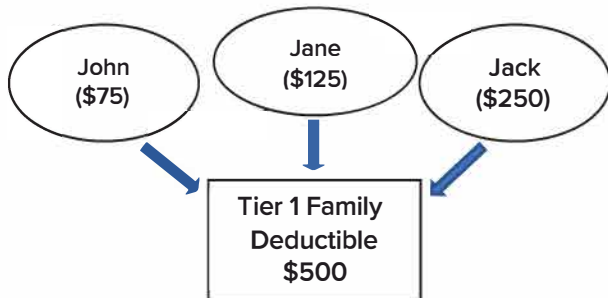 John
($75)
Jane
($125)
Jack
($250)
Tier 1 Family
Deductible
$500